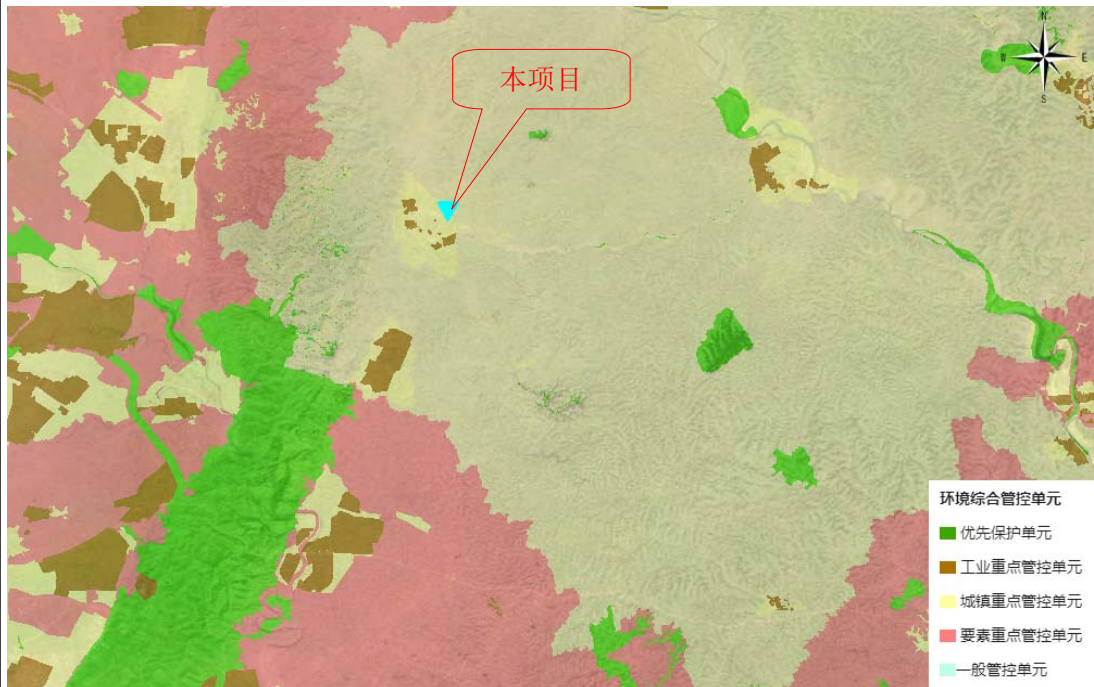 N
本项目
W
E
S
环境综合管控单元
优先保护单元
工业重点管控单元
城镇重点管控单元
要素重点管控单元
一般管控单元